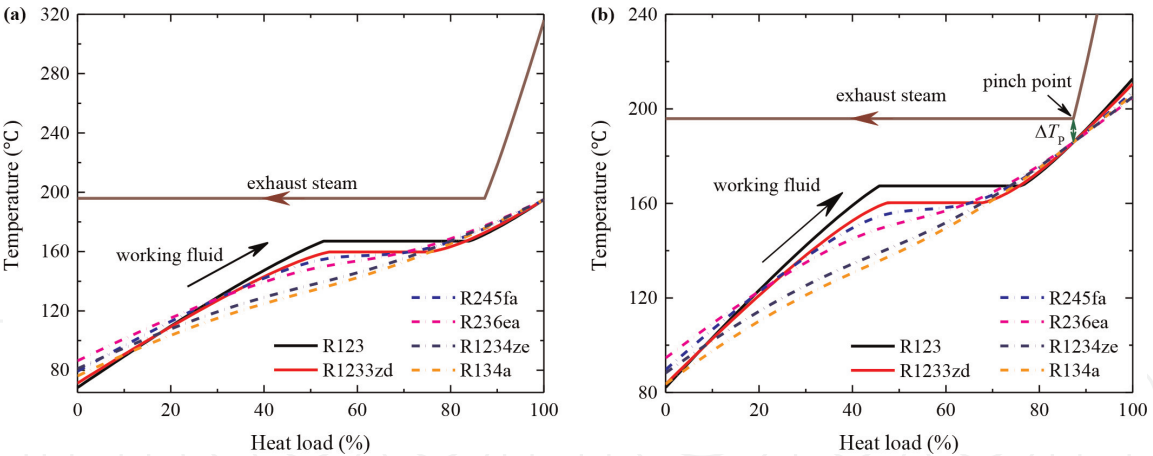 (a)
320
280
240
200
160
120
80
Temperature (°C)
exhaust steam
working fluid
R245fa
R236ea
R123
R1234ze
R1233zd
R134a
0 20 40 60 80 100
Heat load (%)
(b)
240
200
160
120
80
Temperature (°C)
pinch point
exhaust steam
ΔTP
working fluid
R245fa
R236ea
R123
R1234ze
R1233zd
R134a
0 20 40 60 80 100
Heat load (%)